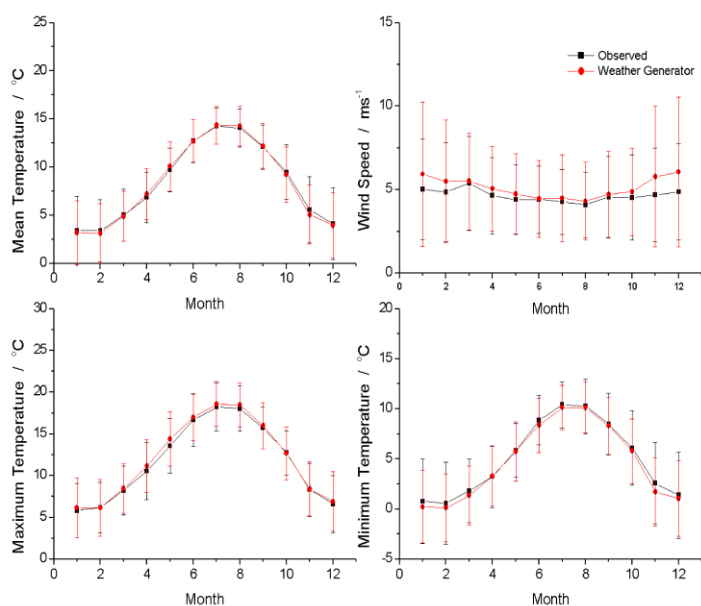 25
20
15
10
5
0
Mean Temperature / °C
0 2 4 6 8 10 12
Month
15
10
5
0
Wind Speed / ms⁻¹
Observed
Weather Generator
0 2 4 6 8 10 12
Month
30
25
20
15
10
5
0
Maximum Temperature / °C
0 2 4 6 8 10 12
Month
20
15
10
5
0
-5
Minimum Temperature / °C
0 2 4 6 8 10 12
Month